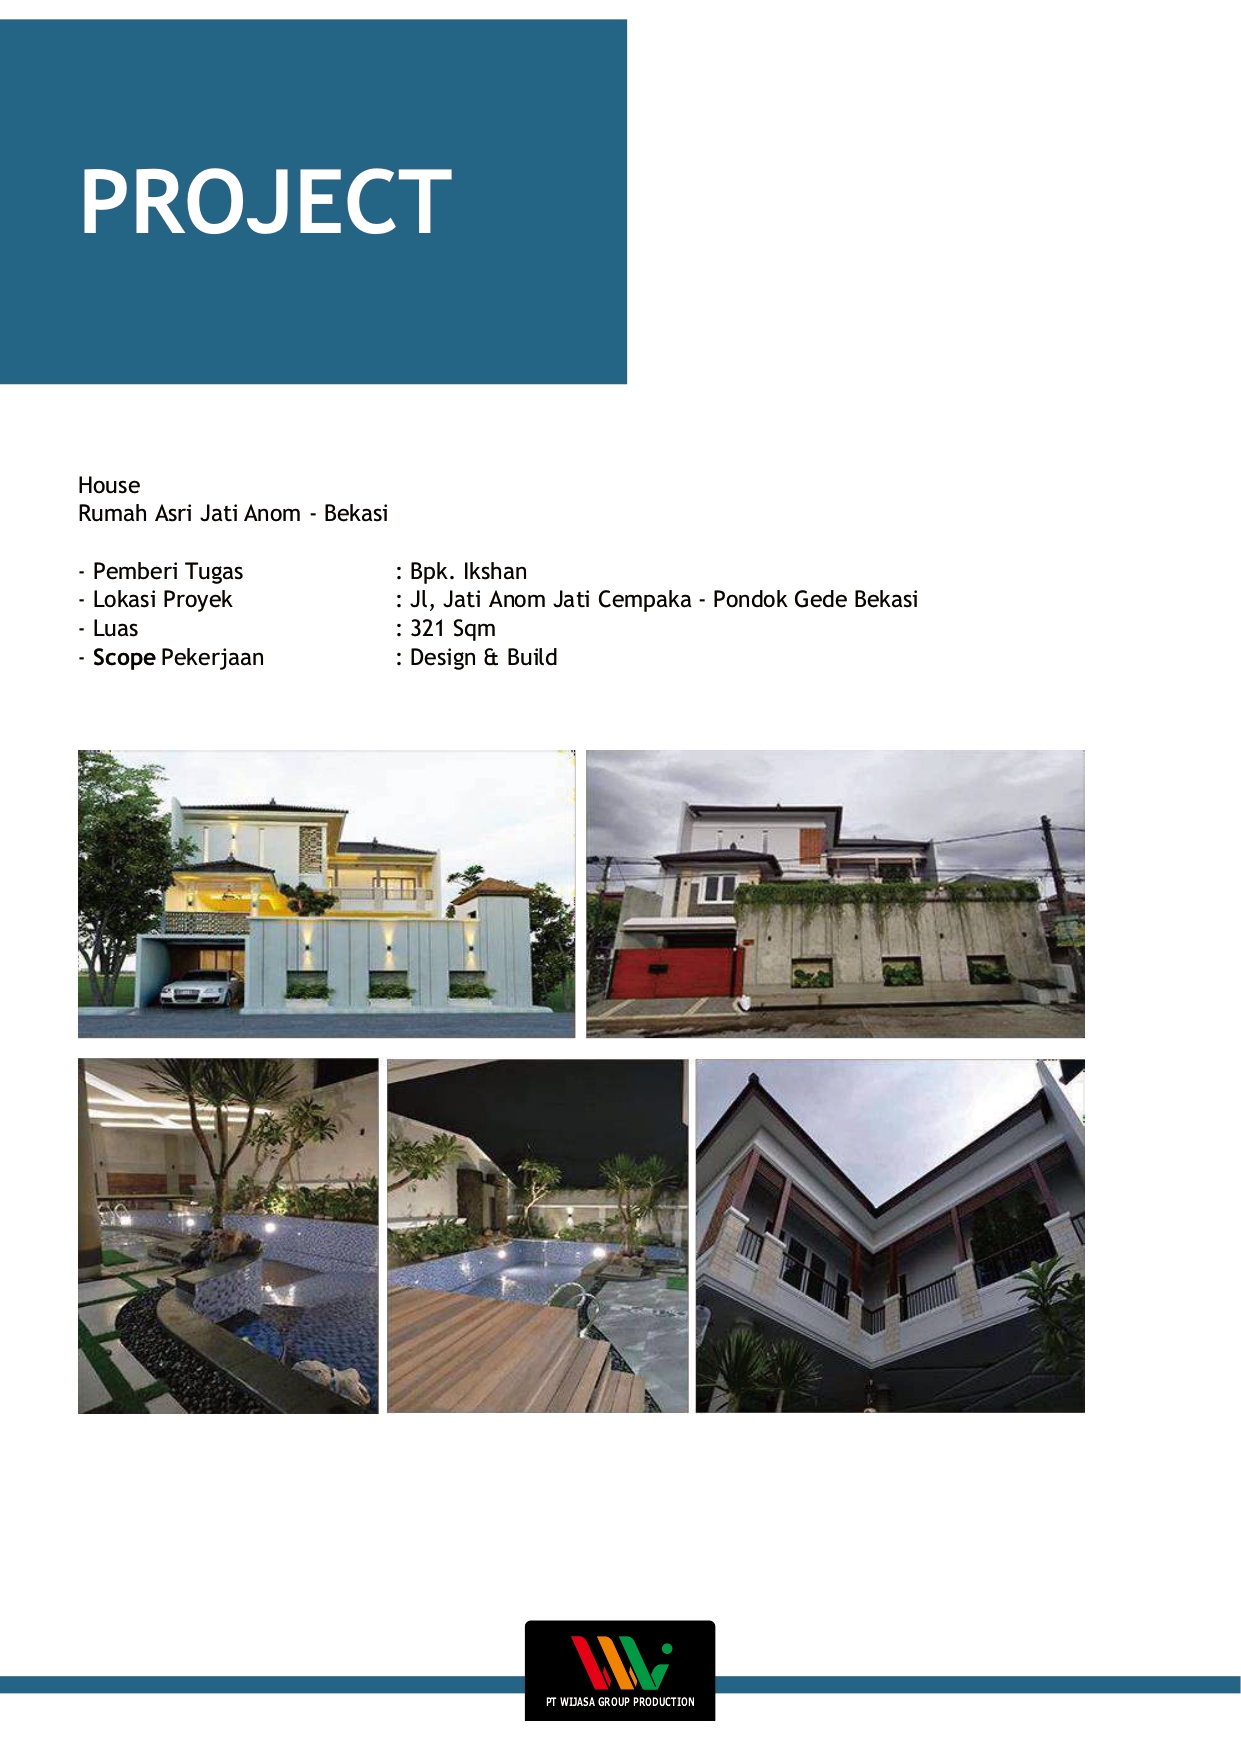 PROJECT
House
Rumah Asri Jati Anom - Bekasi
- Pemberi Tugas : Bpk. Ikshan
- Lokasi Proyek : Jl, Jati Anom Jati Cempaka - Pondok Gede Bekasi
- Luas : 321 Sqm
- Scope Pekerjaan : Design & Build
PT WIJASA GROUP PRODUCTION